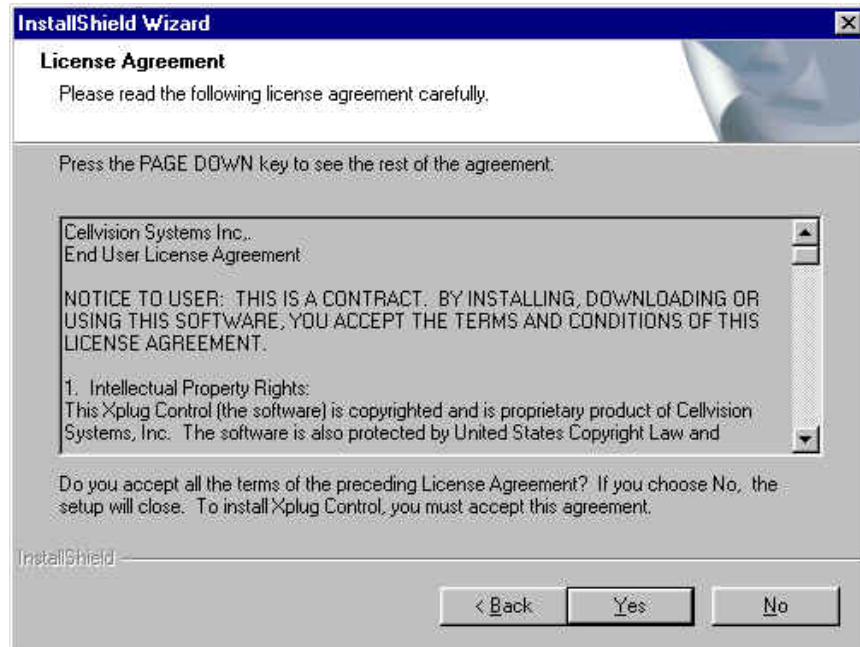 InstallShield Wizard
License Agreement
Please read the following license agreement carefully.
Press the PAGE DOWN key to see the rest of the agreement.
Cellvision Systems Inc,.
End User License Agreement
NOTICE TO USER: THIS IS A CONTRACT. BY INSTALLING, DOWNLOADING OR
USING THIS SOFTWARE, YOU ACCEPT THE TERMS AND CONDITIONS OF THIS
LICENSE AGREEMENT.
1. Intellectual Property Rights:
This Xplug Control (the software) is copyrighted and is proprietary product of Cellvision
Systems, Inc. The software is also protected by United States Copyright Law and
Do you accept all the terms of the preceding License Agreement? If you choose No, the
setup will close. To install Xplug Control, you must accept this agreement.
InstallShield
< Back Yes No